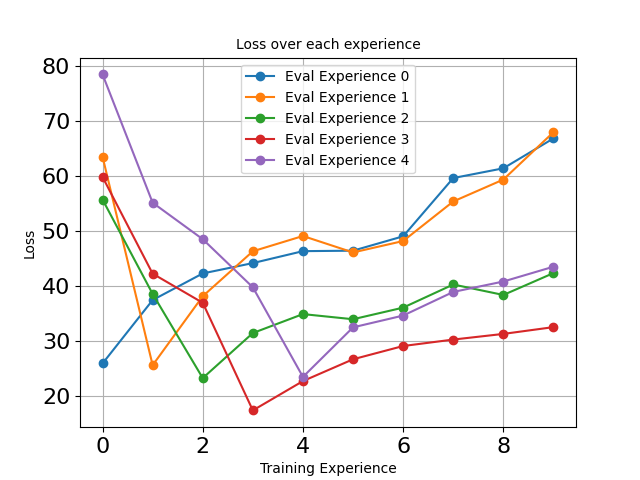 Loss over each experience
80
70
60
50
40
30
20
Loss
Eval Experience 0
Eval Experience 1
Eval Experience 2
Eval Experience 3
Eval Experience 4
0 2 4 6 8
Training Experience